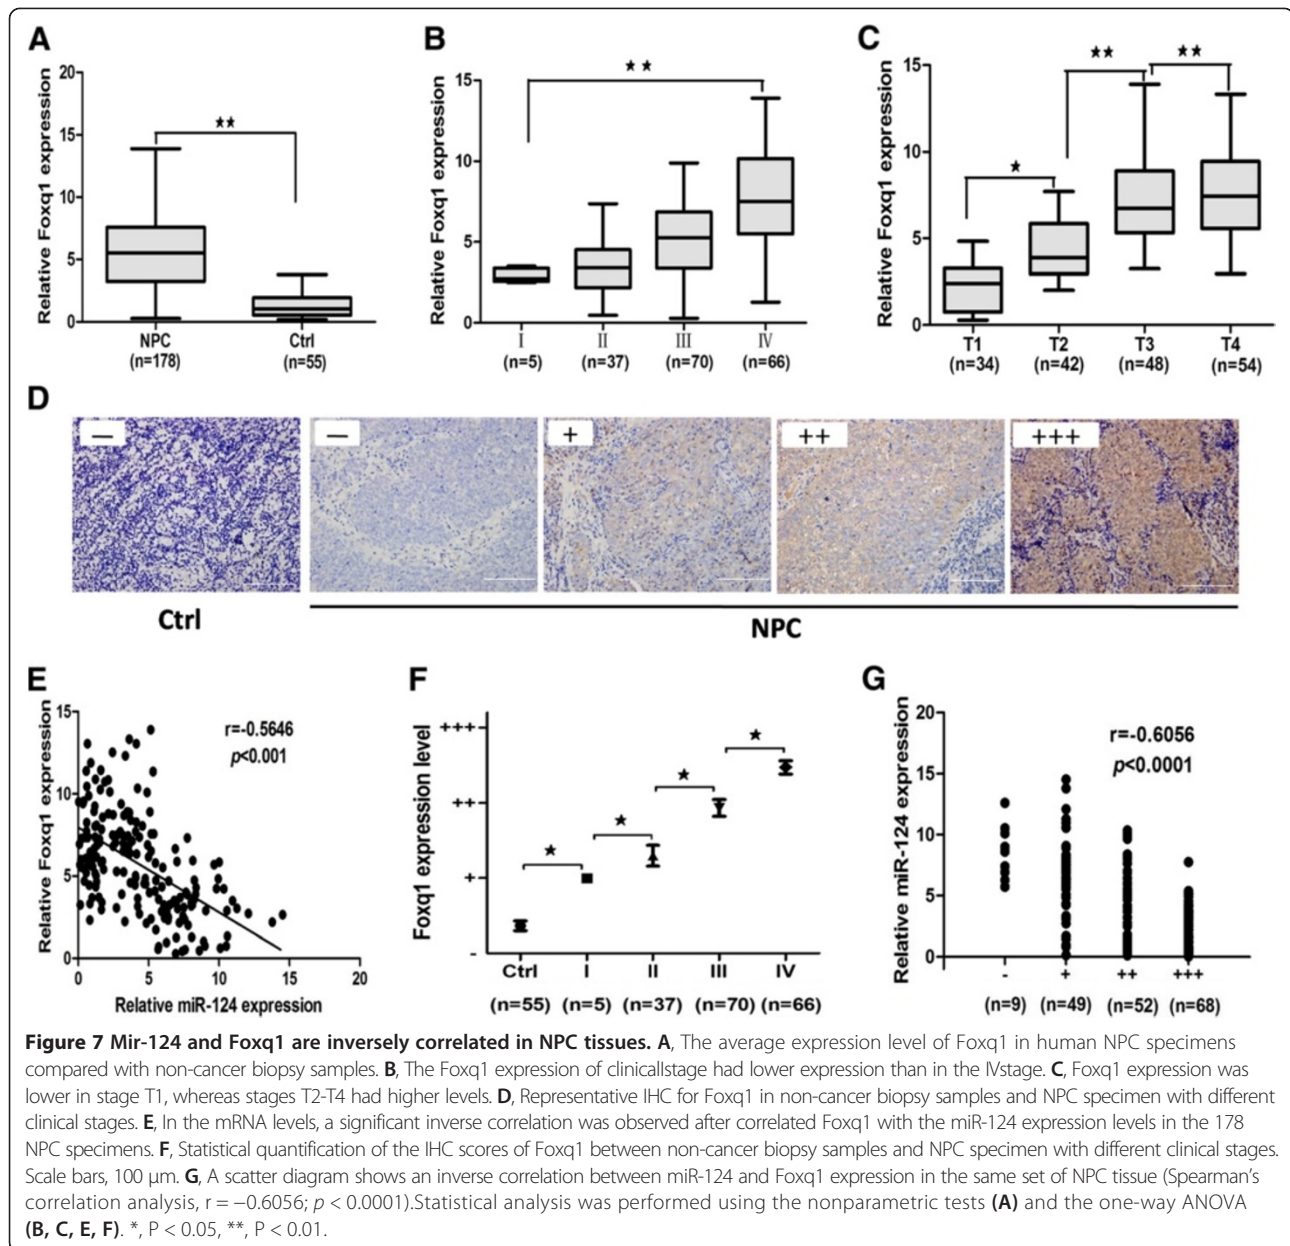 A
Relative Foxq1 expression
20
15
10
5
0
★★
NPC
(n=178)
Ctrl
(n=55)
B
Relative Foxq1 expression
15
10
5
0
★ ★
I
(n=5)
II
(n=37)
III
(n=70)
IV
(n=66)
C
Relative Foxq1 expression
15
10
5
0
★
★★
★★
T1
(n=34)
T2
(n=42)
T3
(n=48)
T4
(n=54)
D
—
—
+
++
+++
Ctrl
NPC
E
Relative Foxq1 expression
15
10
5
0
r=-0.5646
p<0.001
0 5 10 15 20
Relative miR-124 expression
F
Foxq1 expression level
+++
++
+
-
★
★
★
★
Ctrl I II III IV
(n=55) (n=5) (n=37) (n=70) (n=66)
G
Relative miR-124 expression
20
15
10
5
0
r=-0.6056
p<0.0001
- + ++ +++
(n=9) (n=49) (n=52) (n=68)
Figure 7 Mir-124 and Foxq1 are inversely correlated in NPC tissues. A, The average expression level of Foxq1 in human NPC specimens
compared with non-cancer biopsy samples. B, The Foxq1 expression of clinicalIstage had lower expression than in the IVstage. C, Foxq1 expression was
lower in stage T1, whereas stages T2-T4 had higher levels. D, Representative IHC for Foxq1 in non-cancer biopsy samples and NPC specimen with different
clinical stages. E, In the mRNA levels, a significant inverse correlation was observed after correlated Foxq1 with the miR-124 expression levels in the 178
NPC specimens. F, Statistical quantification of the IHC scores of Foxq1 between non-cancer biopsy samples and NPC specimen with different clinical stages.
Scale bars, 100 μm. G, A scatter diagram shows an inverse correlation between miR-124 and Foxq1 expression in the same set of NPC tissue (Spearman's
correlation analysis, r = −0.6056; p < 0.0001).Statistical analysis was performed using the nonparametric tests (A) and the one-way ANOVA
(B, C, E, F). *, P < 0.05, **, P < 0.01.